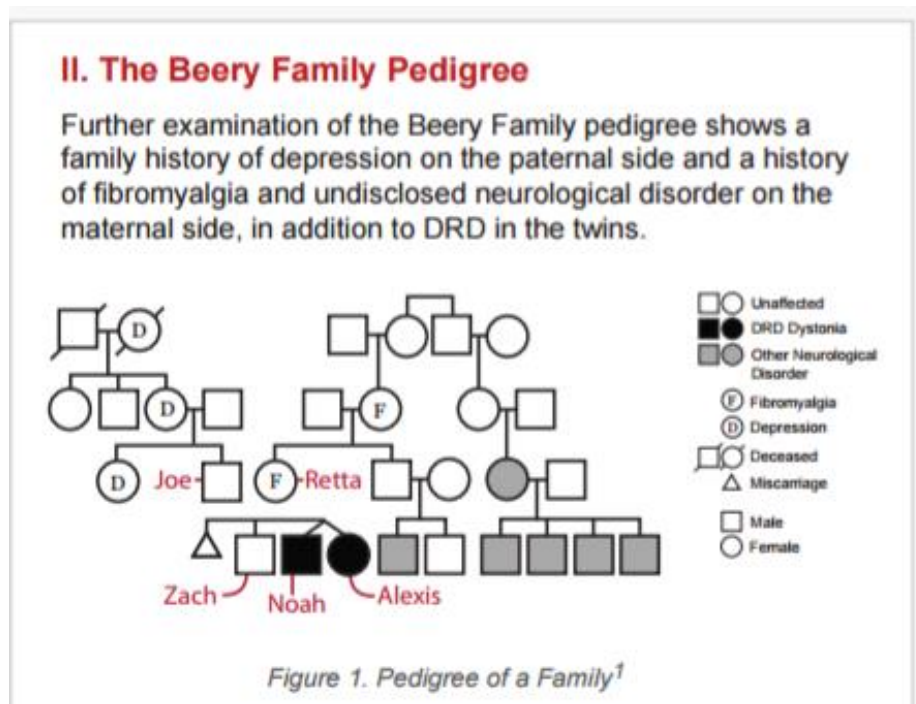 II. The Beery Family Pedigree
Further examination of the Beery Family pedigree shows a
family history of depression on the paternal side and a history
of fibromyalgia and undisclosed neurological disorder on the
maternal side, in addition to DRD in the twins.
D
Unaffected
DRD Dystonia
Other Neurological
Disorder
D
F
F Fibromyalgia
D Depression
D
Joe
F
Retta
Deceased
Miscarriage
Male
Female
Zach
Noah
Alexis
Figure 1. Pedigree of a Family1